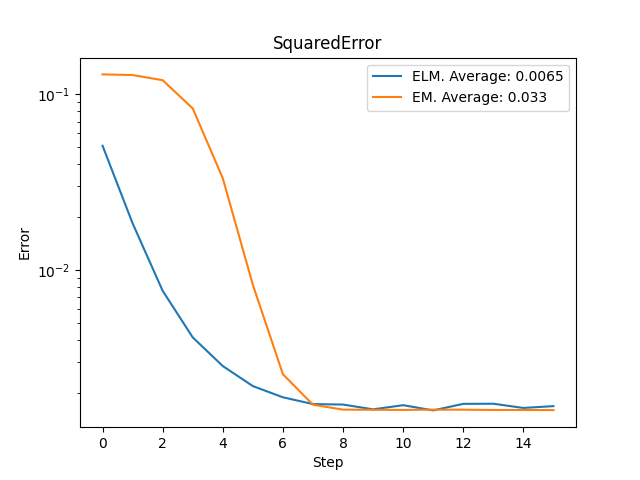 SquaredError
ELM. Average: 0.0065
EM. Average: 0.033
10⁻¹
10⁻²
Error
0 2 4 6 8 10 12 14
Step